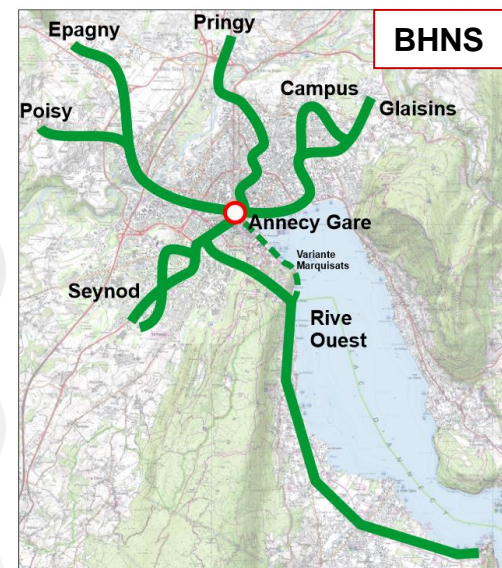 BHNS
Pringy
Epagny
Campus
Glaisins
Poisy
Annecy Gare
Variante
Marquisats
Seynod
Rive
Ouest